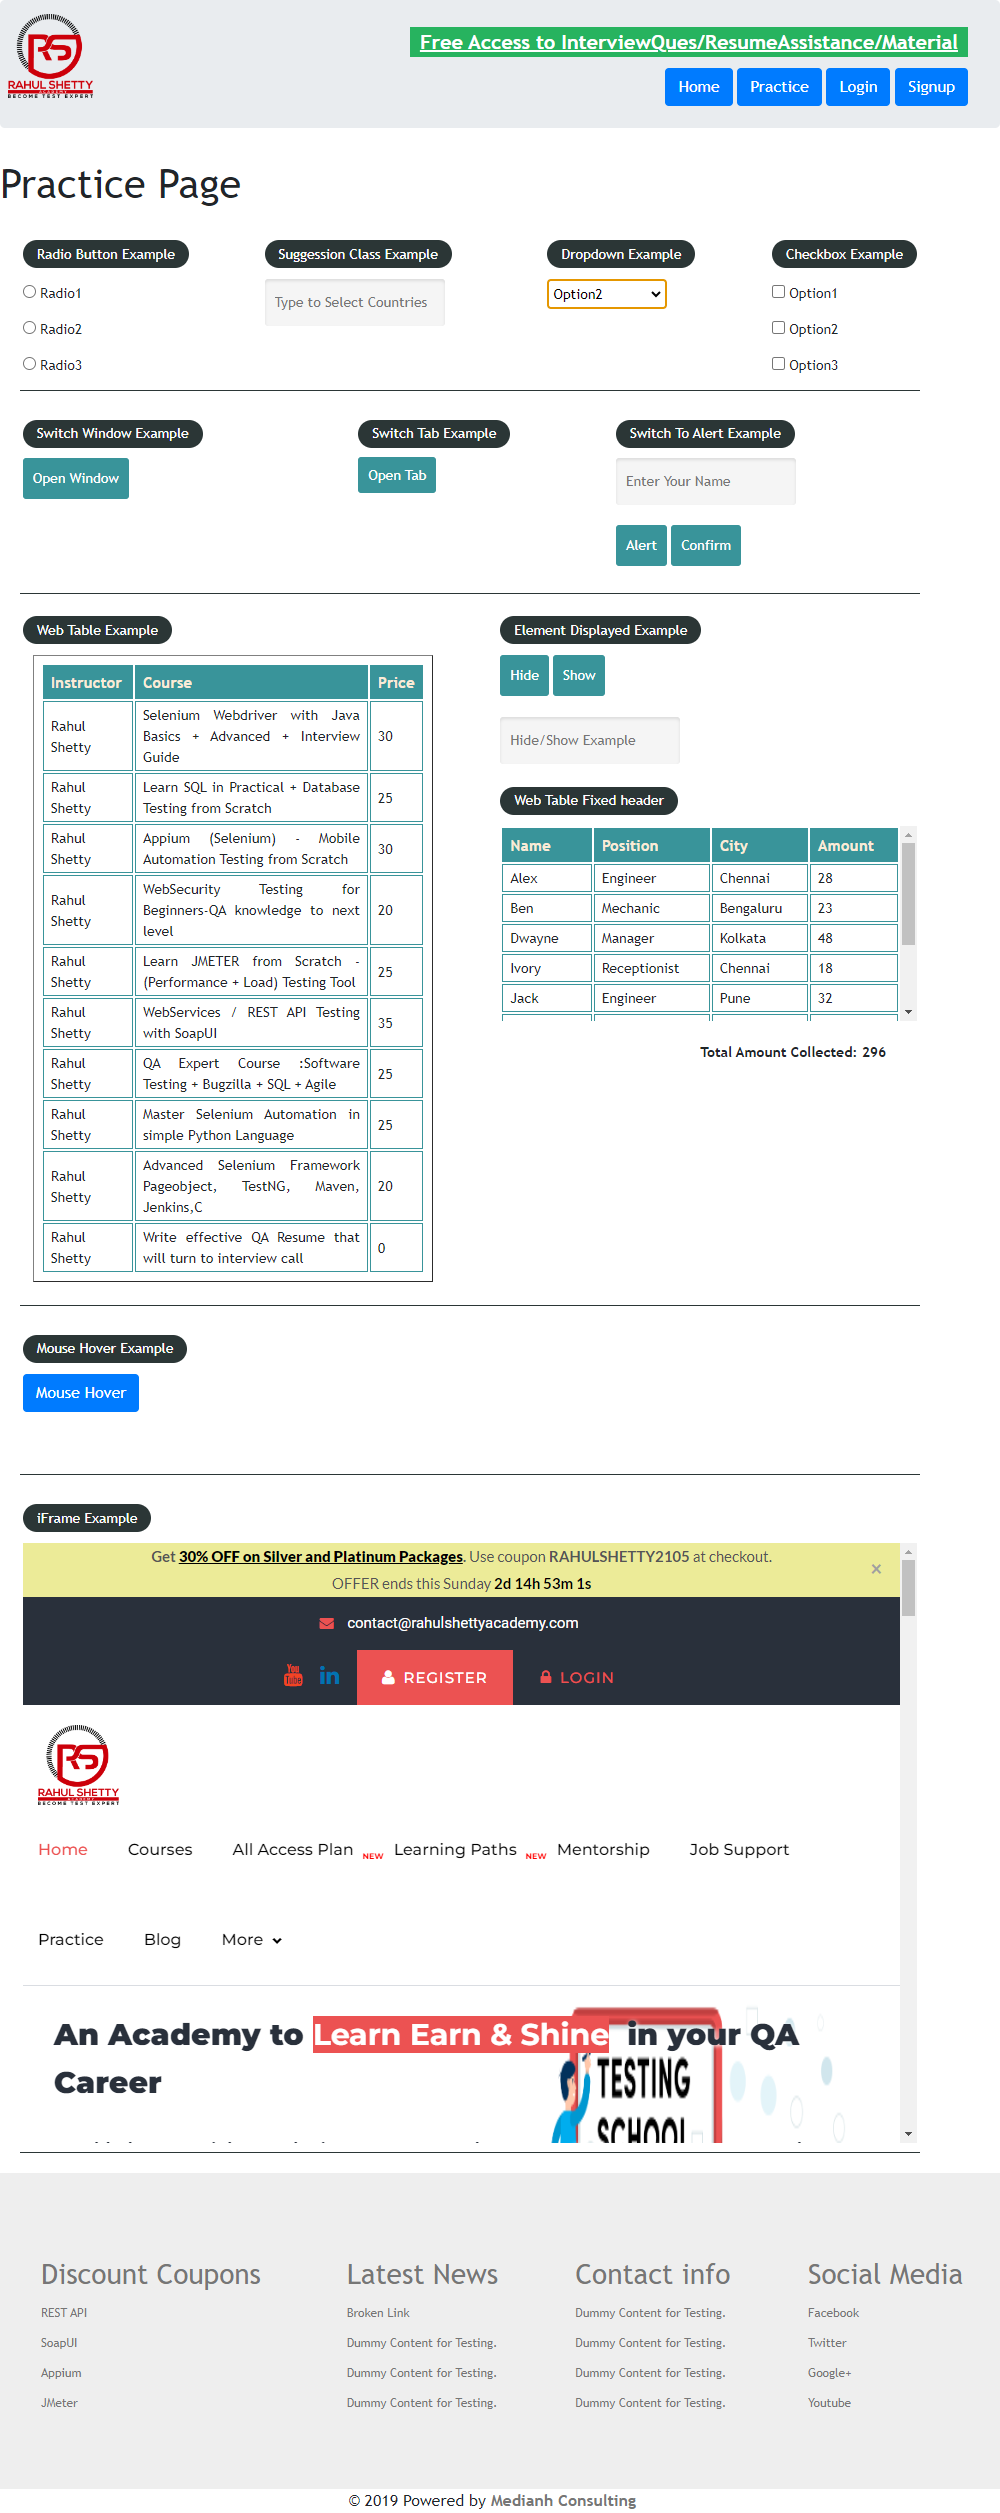 RAHUL SHETTY
ACADEMY
BECOME TEST EXPERT
Free Access to InterviewQues/ResumeAssistance/Material
Home Practice Login Signup
Practice Page
Radio Button Example Suggession Class Example Dropdown Example Checkbox Example
Radio1 Type to Select Countries Option2 Option1
Radio2 Option2
Radio3 Option3
Switch Window Example Switch Tab Example Switch To Alert Example
Open Window Open Tab Enter Your Name
Alert Confirm
Web Table Example
Instructor Course Price
Rahul Shetty Selenium Webdriver with Java
Basics + Advanced + Interview 30
Guide
Rahul Shetty Learn SQL in Practical + Database
Testing from Scratch 25
Rahul Shetty Appium (Selenium) - Mobile
Automation Testing from Scratch 30
Rahul Shetty WebSecurity Testing for
Beginners-QA knowledge to next 20
level
Rahul Shetty Learn JMETER from Scratch -
(Performance + Load) Testing Tool 25
Rahul Shetty WebServices / REST API Testing
with SoapUI 35
Rahul Shetty QA Expert Course :Software
Testing + Bugzilla + SQL + Agile 25
Rahul Shetty Master Selenium Automation in
simple Python Language 25
Rahul Shetty Advanced Selenium Framework
Pageobject, TestNG, Maven, 20
Jenkins,C
Rahul Shetty Write effective QA Resume that
will turn to interview call 0
Element Displayed Example
Hide Show
Hide/Show Example
Web Table Fixed header
Name Position City Amount
Alex Engineer Chennai 28
Ben Mechanic Bengaluru 23
Dwayne Manager Kolkata 48
Ivory Receptionist Chennai 18
Jack Engineer Pune 32
Total Amount Collected: 296
Mouse Hover Example
Mouse Hover
iFrame Example
Get 30% OFF on Silver and Platinum Packages. Use coupon RAHULSHETTY2105 at checkout.
OFFER ends this Sunday 2d 14h 53m 1s ×
contact@rahulshettyacademy.com
You Tube in REGISTER LOGIN
RAHUL SHETTY
ACADEMY
BECOME TEST EXPERT
Home Courses All Access Plan NEW Learning Paths NEW Mentorship Job Support
Practice Blog More
An Academy to Learn Earn & Shine in your QA
Career
TESTING
SCHOOL
Discount Coupons Latest News Contact info Social Media
REST API Broken Link Dummy Content for Testing. Facebook
SoapUI Dummy Content for Testing. Dummy Content for Testing. Twitter
Appium Dummy Content for Testing. Dummy Content for Testing. Google+
JMeter Dummy Content for Testing. Dummy Content for Testing. Youtube
© 2019 Powered by Medianh Consulting